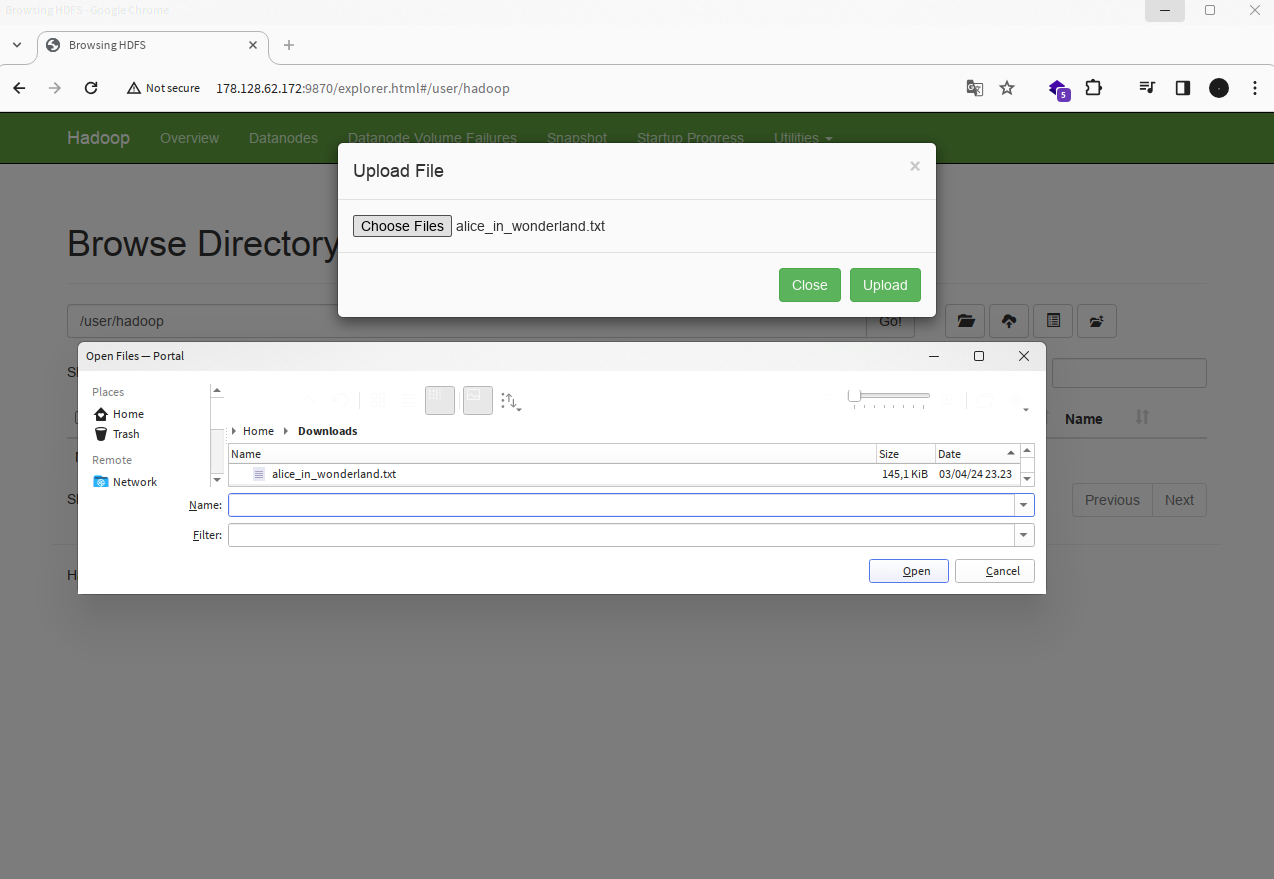 Browsing HDFS - Google Chrome
Browsing HDFS
Not secure 178.128.62.172:9870/explorer.html#/user/hadoop
5
Hadoop Overview Datanodes Datanode Volume Failures Snapshot Startup Progress Utilities
Upload File ×
Choose Files alice_in_wonderland.txt
Close Upload
Browse Directory
/user/hadoop Go!
Open Files — Portal
Places
Home
Trash
Remote
Network
Home Downloads
Name Size Date
alice_in_wonderland.txt 145,1 KiB 03/04/24 23.23
Name:
Filter:
Open Cancel
Name
Previous Next